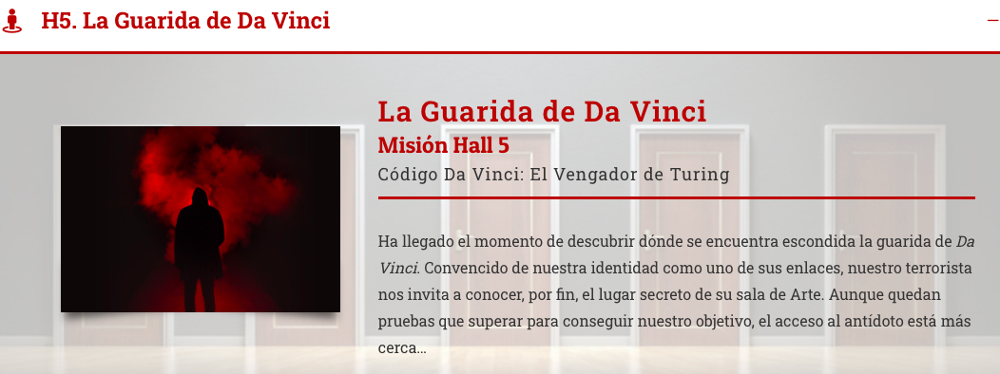 H5. La Guarida de Da Vinci
La Guarida de Da Vinci
Misión Hall 5
Código Da Vinci: El Vengador de Turing
Ha llegado el momento de descubrir dónde se encuentra escondida la guarida de Da
Vinci. Convencido de nuestra identidad como uno de sus enlaces, nuestro terrorista
nos invita a conocer, por fin, el lugar secreto de su sala de Arte. Aunque quedan
pruebas que superar para conseguir nuestro objetivo, el acceso al antídoto está más
cerca...